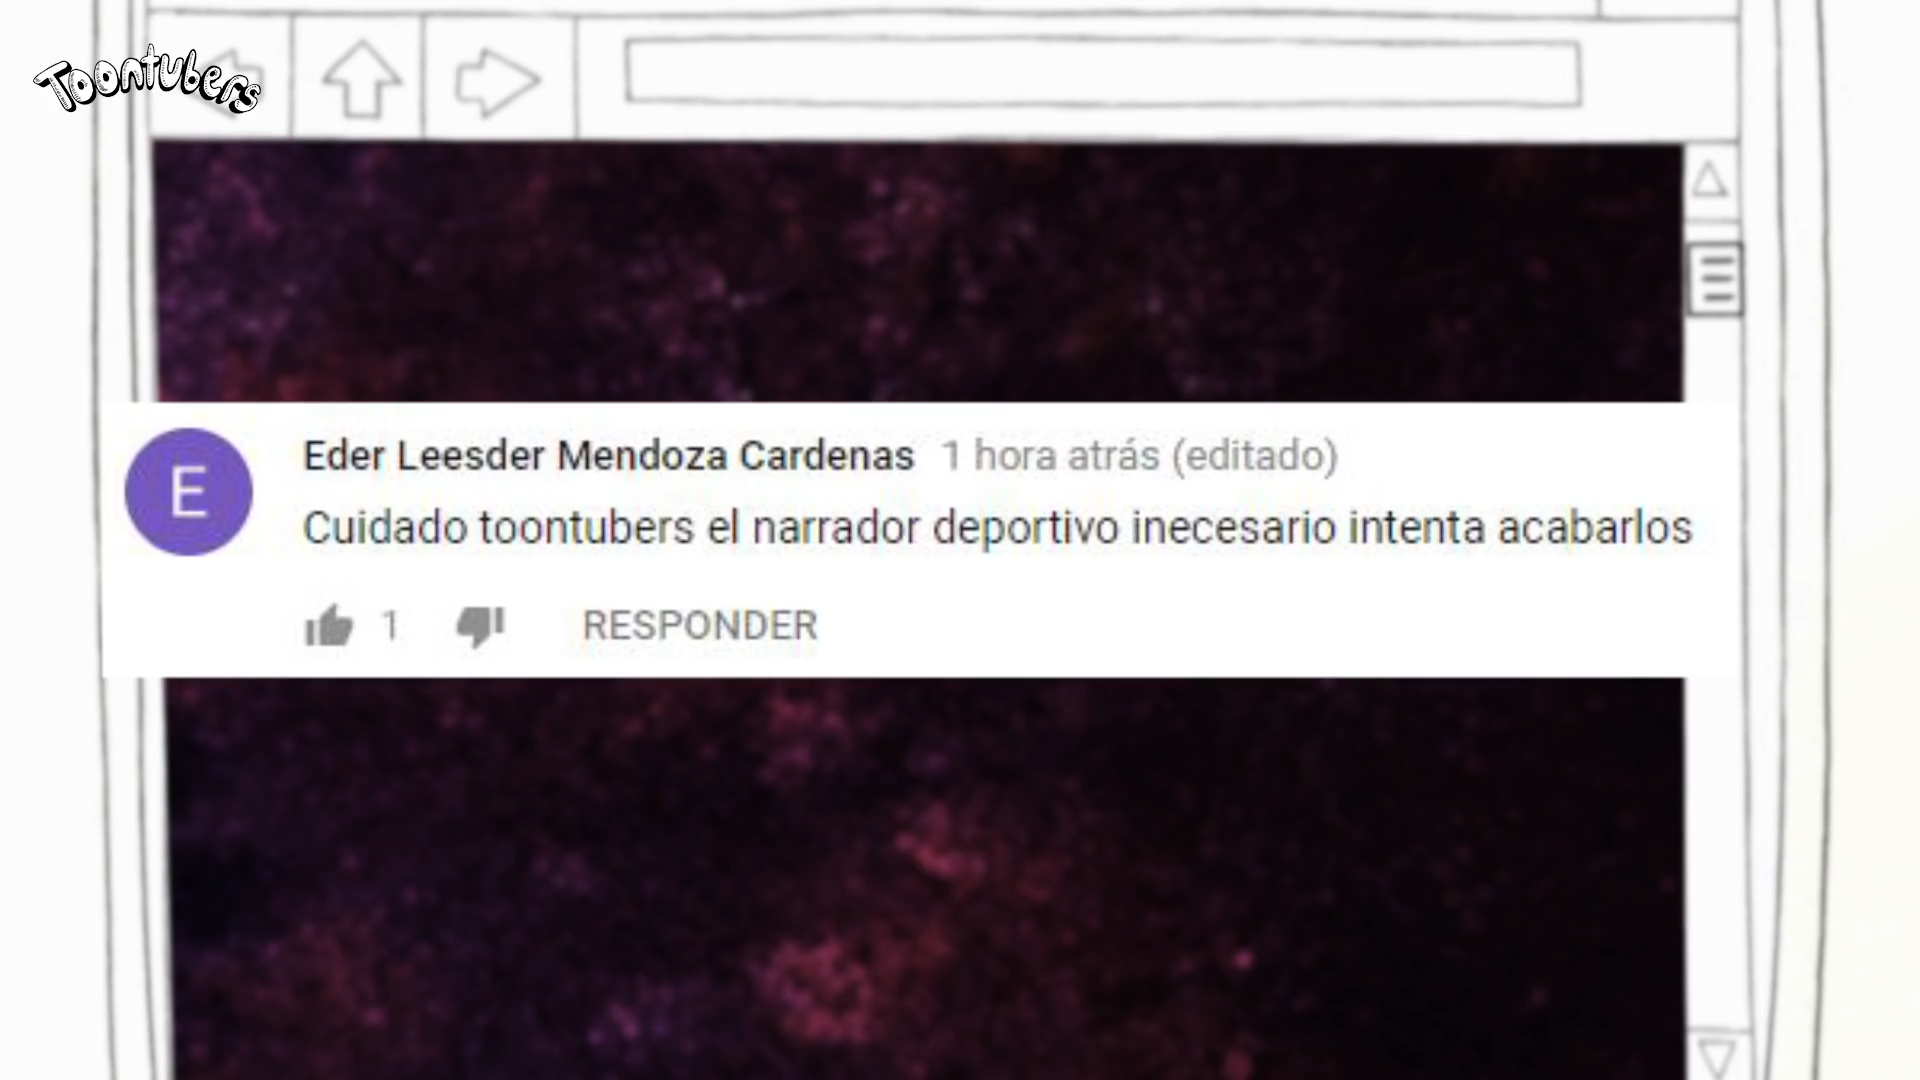 Toontubers
E
Eder Leesder Mendoza Cardenas 1 hora atrás (editado)
Cuidado toontubers el narrador deportivo inecesario intenta acabarlos
1 RESPONDER